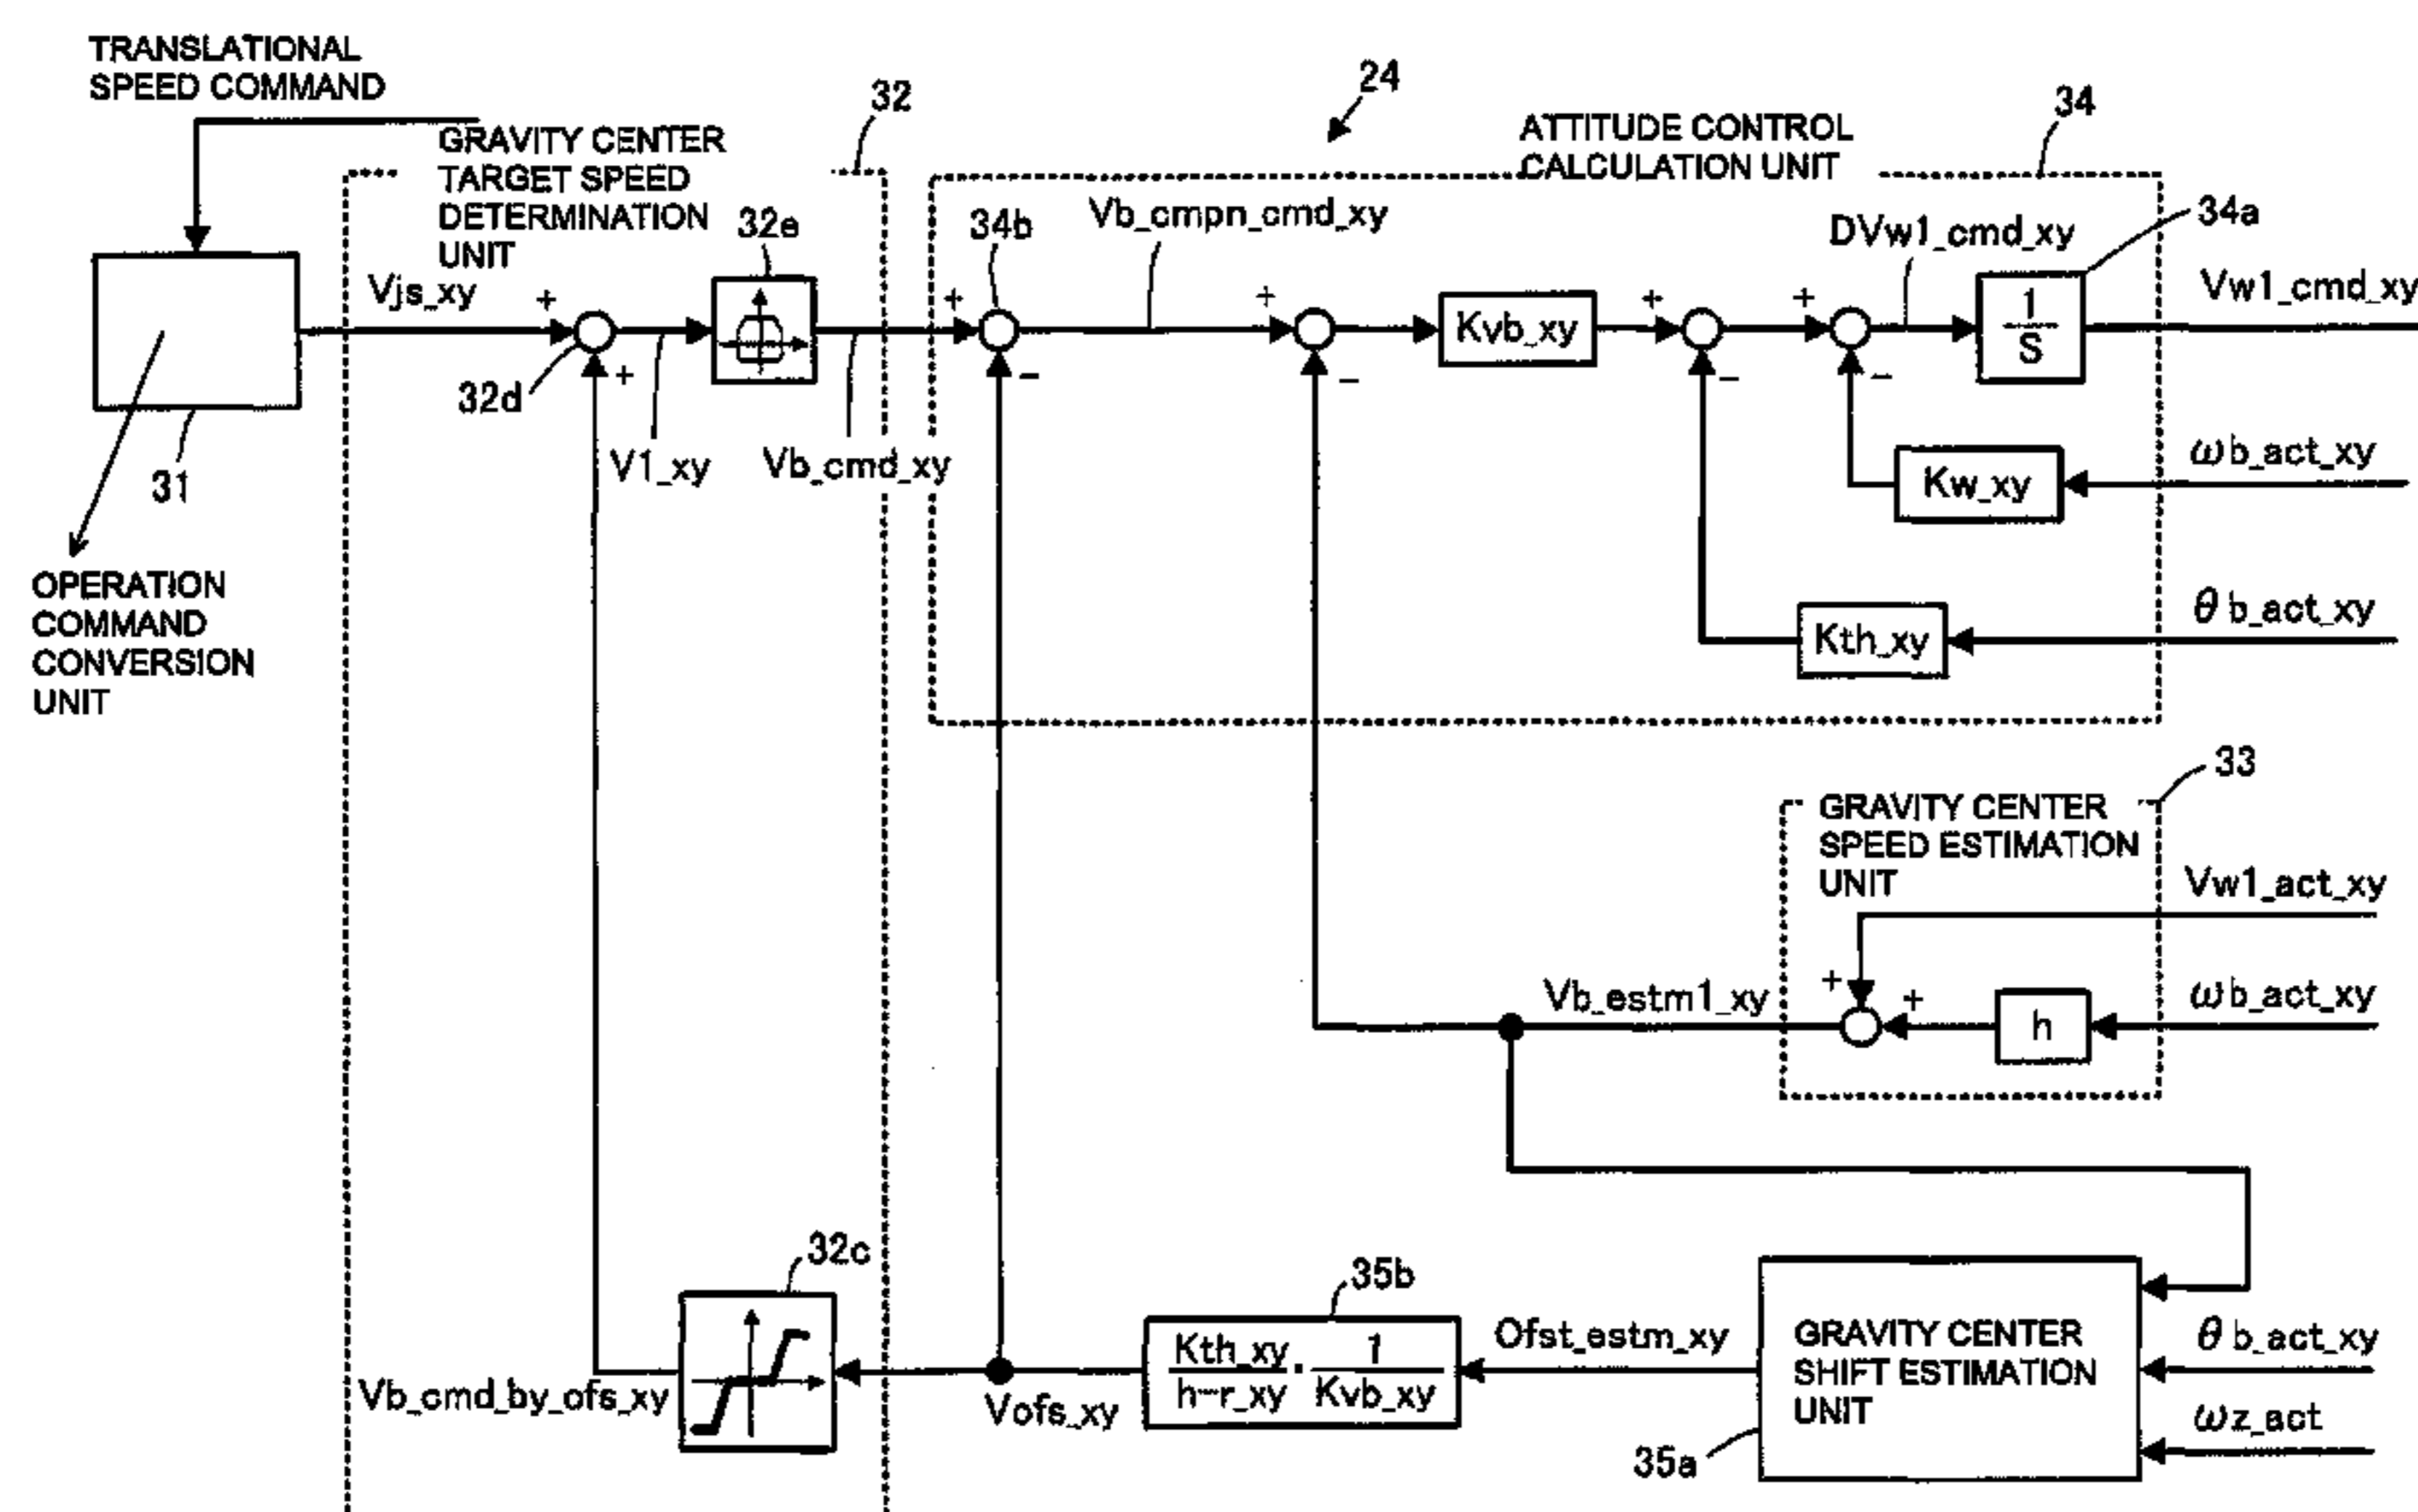 TRANSLATIONAL
SPEED COMMAND
32
24
34
GRAVITY CENTER
TARGET SPEED
DETERMINATION
UNIT
ATTITUDE CONTROL
CALCULATION UNIT
32e
34b
Vb_cmpn_cmd_xy
DVw1_cmd_xy
34a
Vjs_xy
Vw1_cmd_xy
+
+
+
+
+
Kvb_xy
1
S
+
-
-
-
-
32d
V1_xy
Vb_cmd_xy
31
Kw_xy
ωb_act_xy
OPERATION
COMMAND
CONVERSION
UNIT
Kth_xy
θb_act_xy
33
GRAVITY CENTER
SPEED ESTIMATION
UNIT
Vw1_act_xy
Vb_estm1_xy
+
+
h
ωb_act_xy
32c
35b
Kth_xy
h-r_xy
·
1
Kvb_xy
Ofst_estm_xy
GRAVITY CENTER
SHIFT ESTIMATION
UNIT
θb_act_xy
Vb_cmd_by_ofs_xy
Vofs_xy
ωz_act
35a